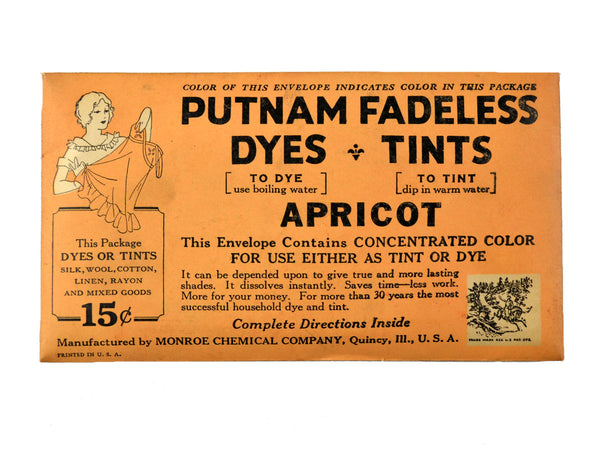 COLOR OF THIS ENVELOPE INDICATES COLOR IN THIS PACKAGE
PUTNAM FADELESS
DYES TINTS
[TO DYE use boiling water]
[TO TINT dip in warm water]
APRICOT
This Envelope Contains CONCENTRATED COLOR
FOR USE EITHER AS TINT OR DYE
It can be depended upon to give true and more lasting
shades. It dissolves instantly. Saves time—less work.
More for your money. For more than 30 years the most
successful household dye and tint.
Complete Directions Inside
This Package
DYES OR TINTS
SILK, WOOL, COTTON,
LINEN, RAYON
AND MIXED GOODS
15¢
Manufactured by MONROE CHEMICAL COMPANY, Quincy, Ill., U. S. A.
PRINTED IN U. S. A.
TRADE MARK REG U.S. PAT. OFF.